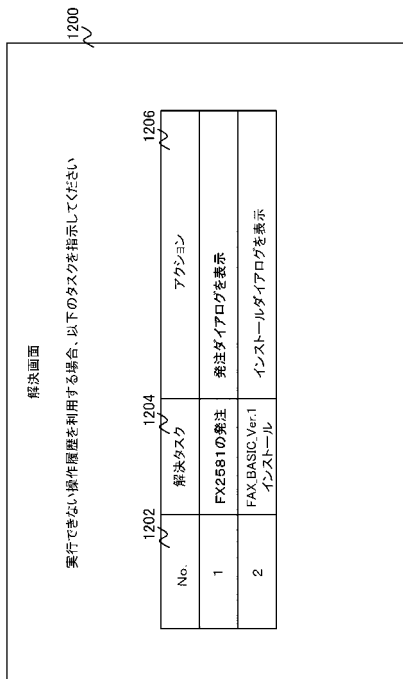 1200
解決画面
実行できない操作履歴を利用する場合、以下のタスクを指示してください
1202
1204
1206
No.
解決タスク
アクション
1
FX2581の発注
発注ダイアログを表示
2
FAX_BASIC_Ver.1
インストール
インストールダイアログを表示